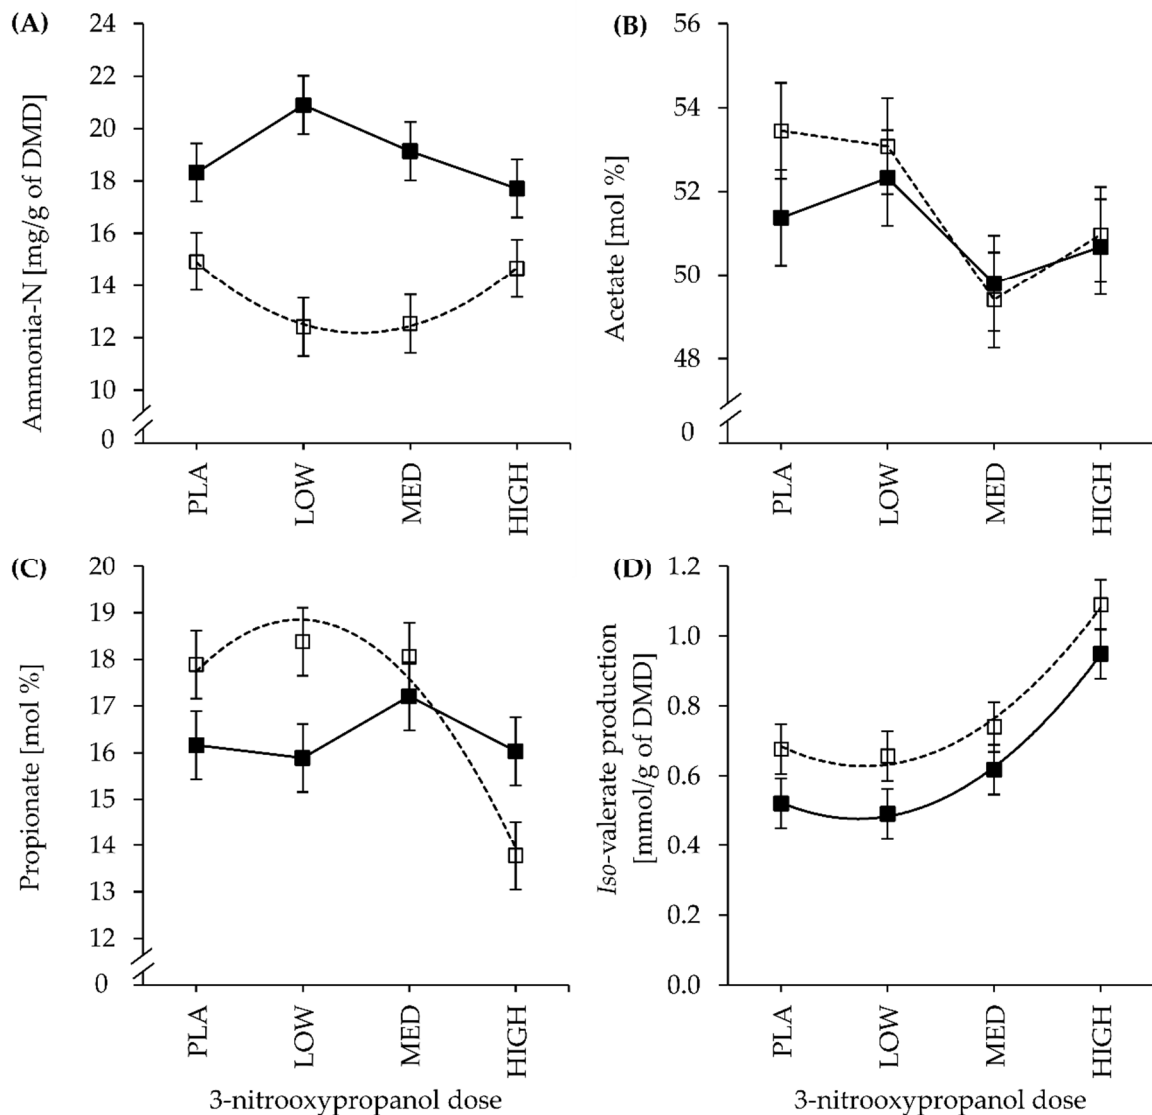 (A)
Ammonia-N [mg/g of DMD]
24
22
20
18
16
14
12
10
0
PLA
LOW
MED
HIGH
(B)
Acetate [mol %]
56
54
52
50
48
0
PLA
LOW
MED
HIGH
(C)
Propionate [mol %]
20
19
18
17
16
15
14
13
12
0
PLA
LOW
MED
HIGH
3-nitrooxypropanol dose
(D)
Iso-valerate production
[mmol/g of DMD]
1.2
1.0
0.8
0.6
0.4
0.2
0.0
PLA
LOW
MED
HIGH
3-nitrooxypropanol dose